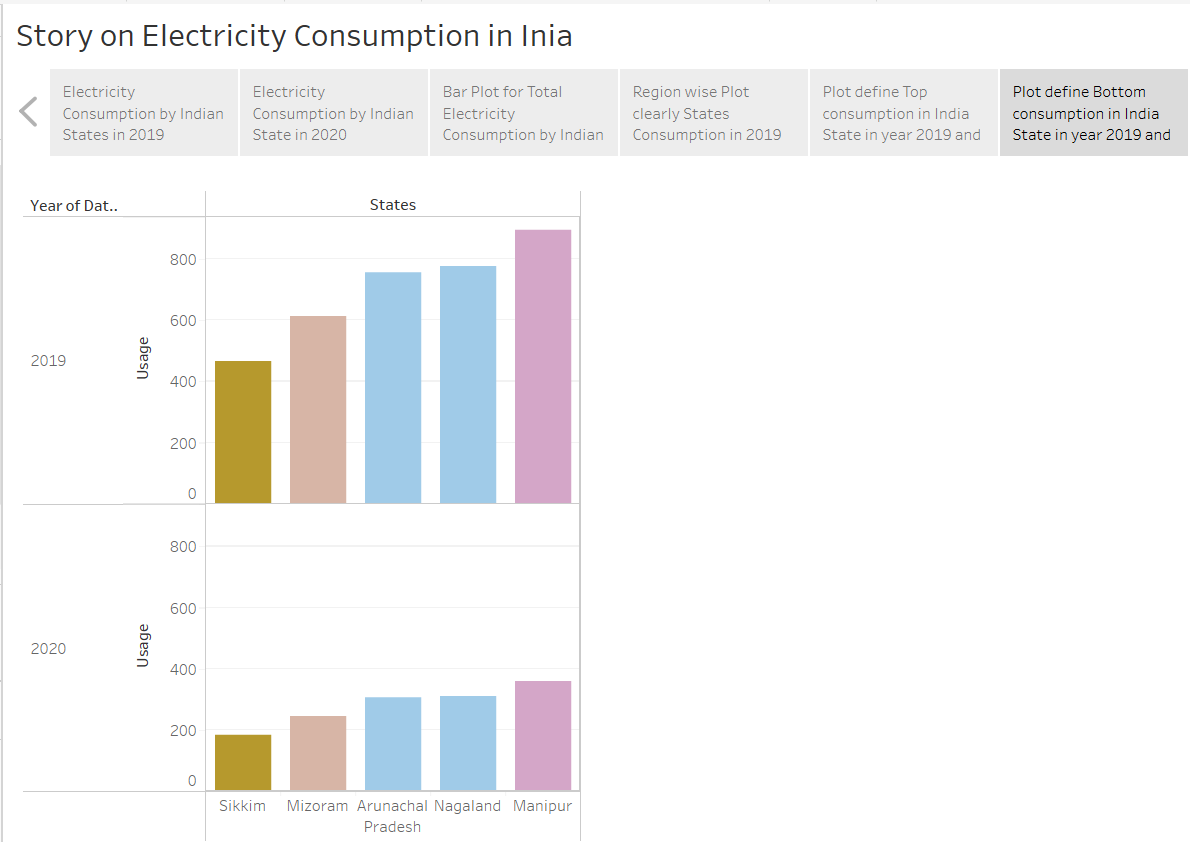 Story on Electricity Consumption in Inia
Electricity
Consumption by Indian
States in 2019
Electricity
Consumption by Indian
State in 2020
Bar Plot for Total
Electricity
Consumption by Indian
Region wise Plot
clearly States
Consumption in 2019
Plot define Top
consumption in India
State in year 2019 and
Plot define Bottom
consumption in India
State in year 2019 and
Year of Dat..
States
2019
Usage
800
600
400
200
0
2020
Usage
800
600
400
200
0
Sikkim
Mizoram
Arunachal
Pradesh
Nagaland
Manipur